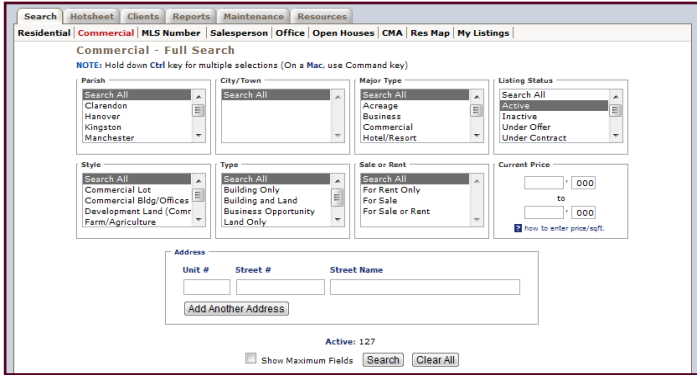 Search Hotsheet Clients Reports Maintenance Resources
Residential Commercial MLS Number Salesperson Office Open Houses CMA Res Map My Listings
Commercial - Full Search
NOTE: Hold down Ctrl key for multiple selections (On a Mac, use Command key)
Parish City/Town Major Type Listing Status
Search All Search All Search All Search All
Clarendon Acreage Active
Hanover Business Inactive
Kingston Commercial Under Offer
Manchester Hotel/Resort Under Contract
Style Type Sale or Rent Current Price
Search All Search All Search All
Commercial Lot Building Only For Rent Only , 000
Commercial Bldg/Offices Building and Land For Sale to
Development Land (Comr Business Opportunity For Sale or Rent , 000
Farm/Agriculture Land Only ? how to enter price/sqft.
Address
Unit # Street # Street Name
Add Another Address
Active: 127
Show Maximum Fields Search Clear All